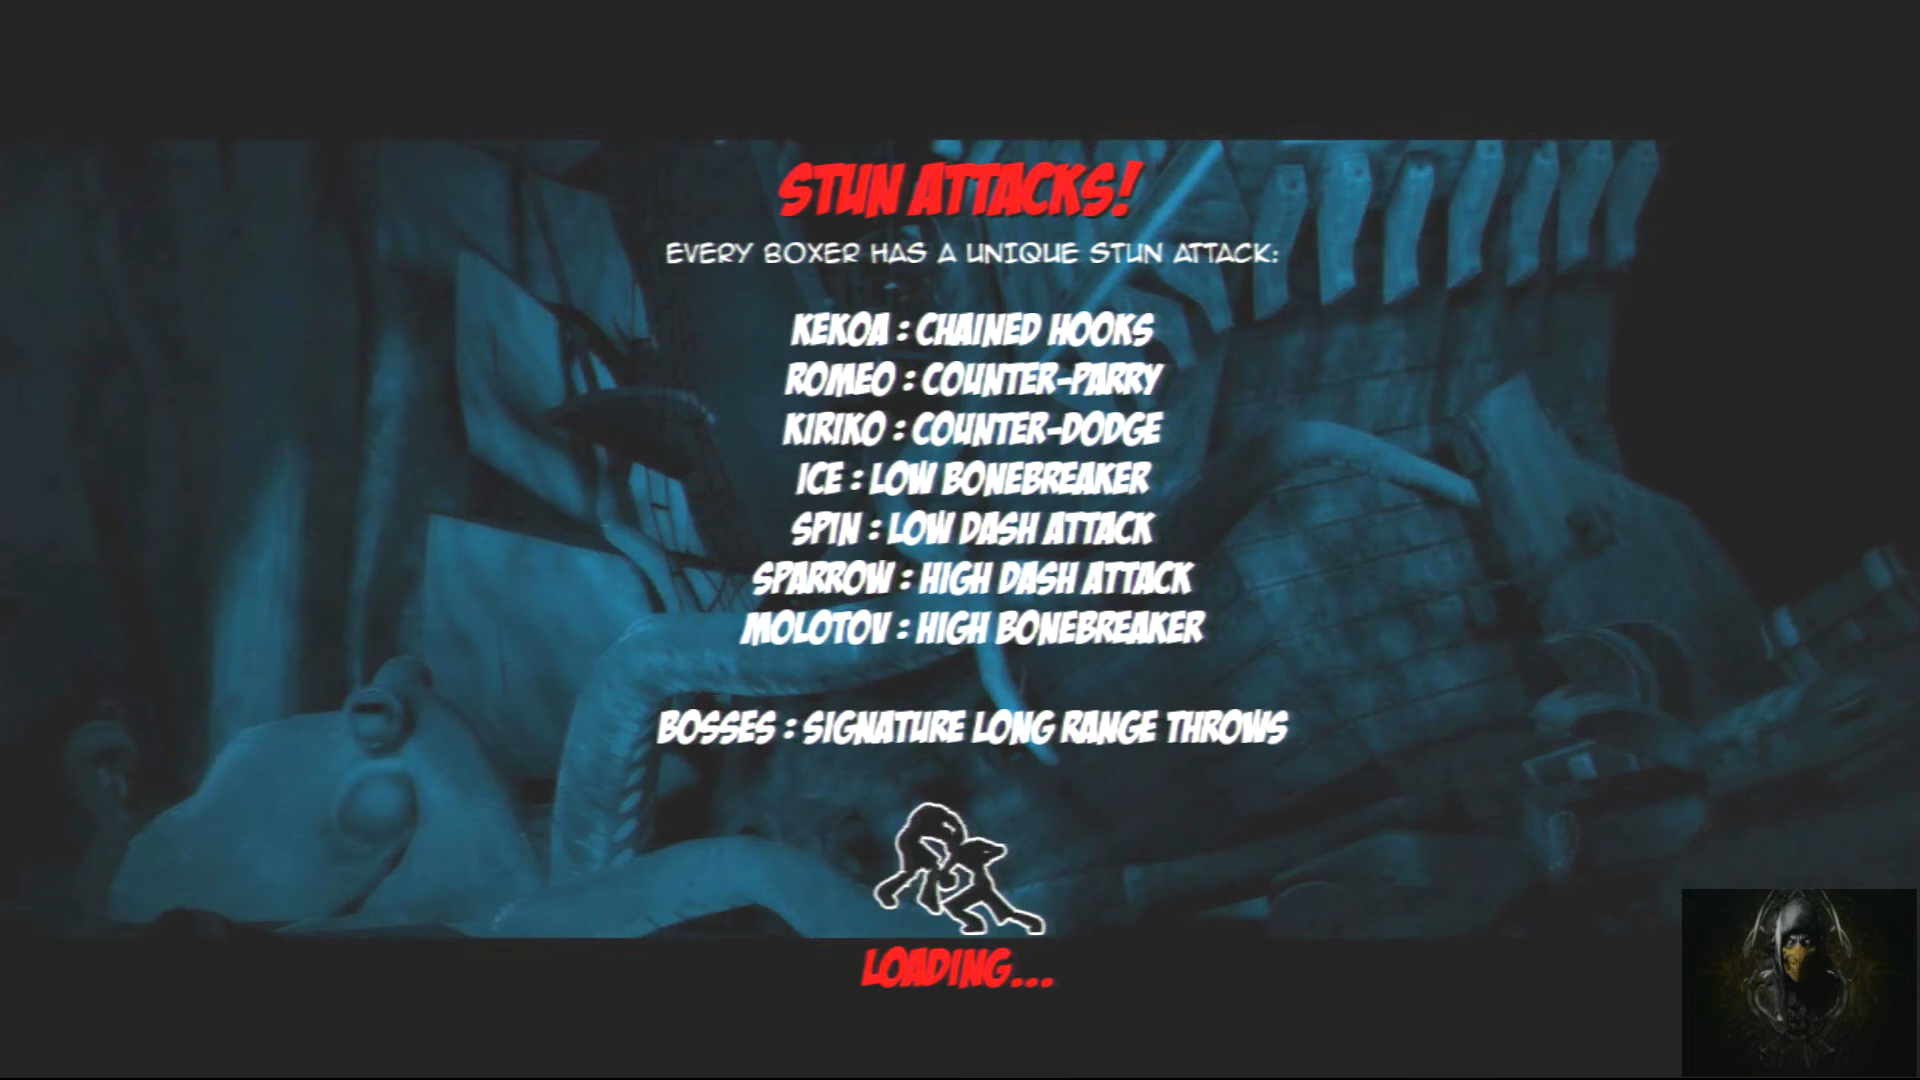 STUN ATTACKS!
EVERY BOXER HAS A UNIQUE STUN ATTACK:
KEKOA : CHAINED HOOKS
ROMEO : COUNTER-PARRY
KIRIKO : COUNTER-DODGE
ICE : LOW BONEBREAKER
SPIN : LOW DASH ATTACK
SPARROW : HIGH DASH ATTACK
MOLOTOV : HIGH BONEBREAKER
BOSSES : SIGNATURE LONG RANGE THROWS
LOADING...